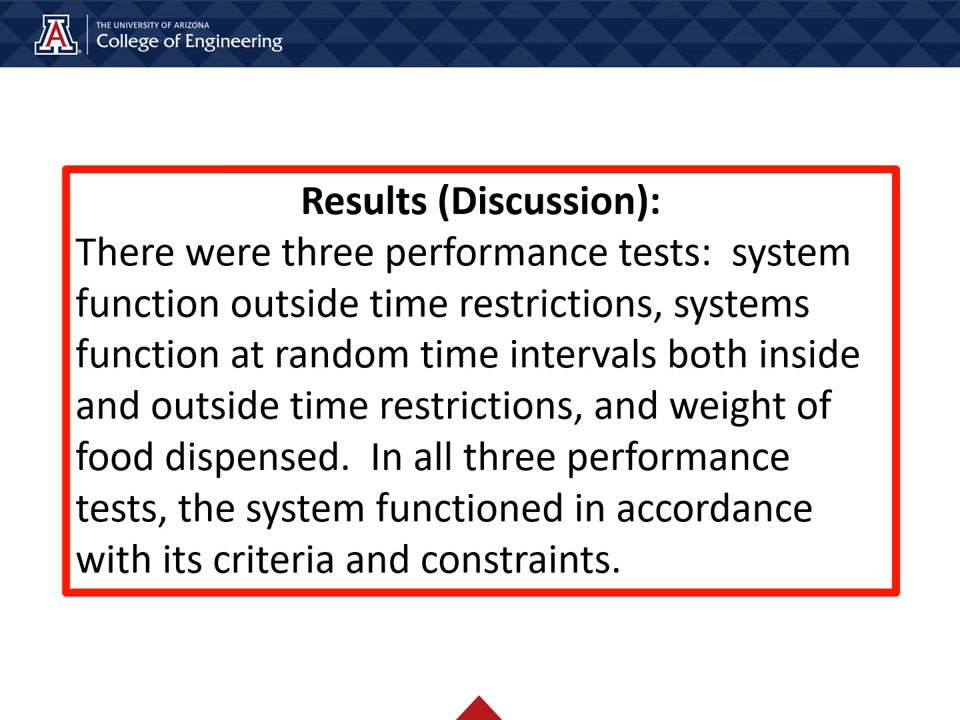 THE UNIVERSITY OF ARIZONA
College of Engineering
Results (Discussion):
There were three performance tests:  system
function outside time restrictions, systems
function at random time intervals both inside
and outside time restrictions, and weight of
food dispensed.  In all three performance
tests, the system functioned in accordance
with its criteria and constraints.